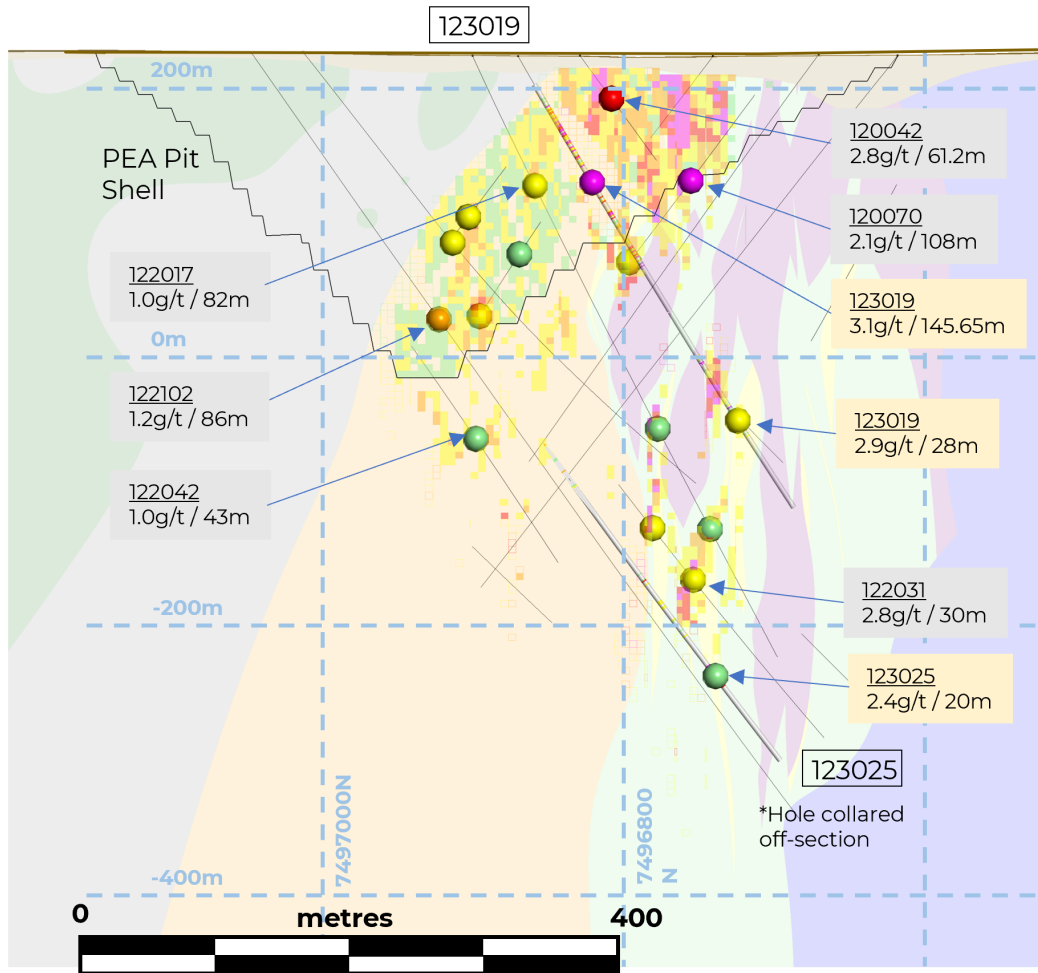 123019
200m
120042
2.8g/t / 61.2m
PEA Pit
Shell
120070
2.1g/t / 108m
122017
1.0g/t / 82m
123019
3.1g/t / 145.65m
0m
122102
1.2g/t / 86m
123019
2.9g/t / 28m
122042
1.0g/t / 43m
-200m
122031
2.8g/t / 30m
123025
2.4g/t / 20m
123025
*Hole collared
off-section
7497000N
7496800
N
-400m
0 metres 400